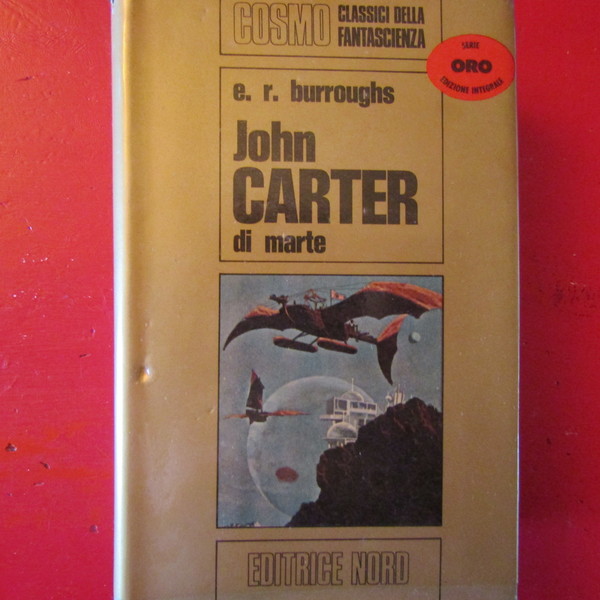 COSMO
CLASSICI DELLA
FANTASCIENZA
SERIE
ORO
EDIZIONE INTEGRALE
e. r. burroughs
John
CARTER
di marte
EDITRICE NORD